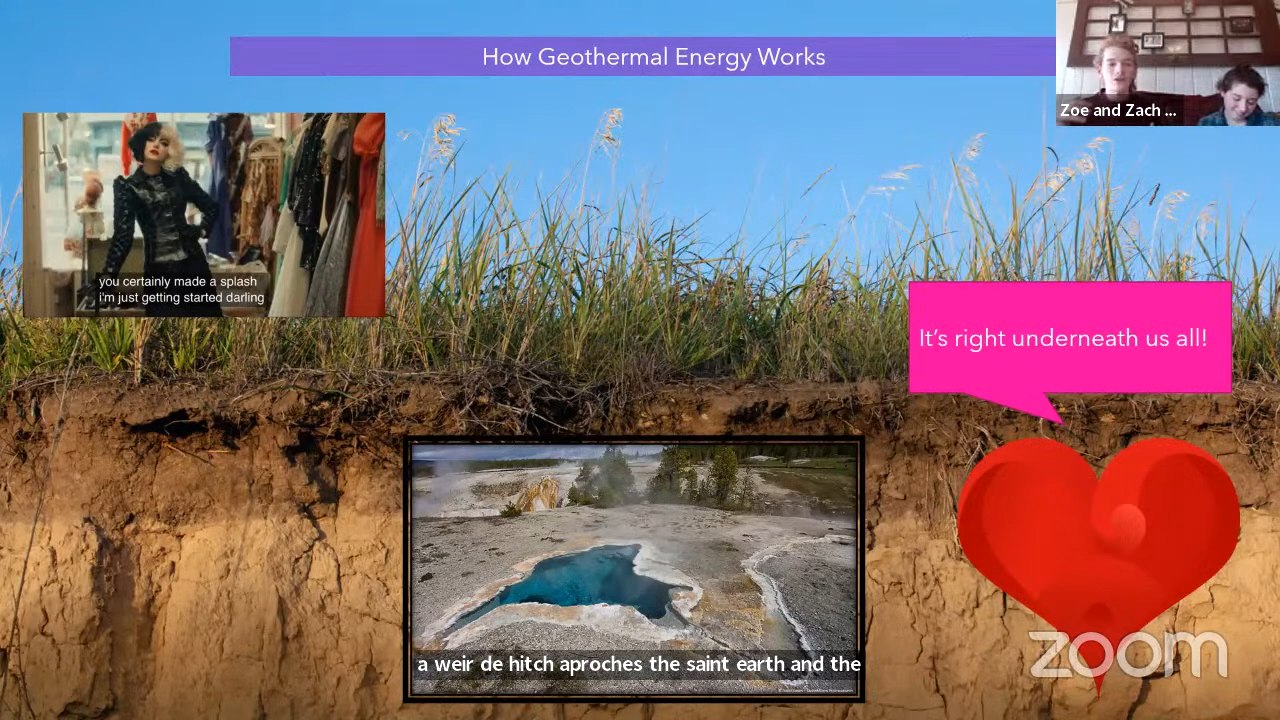 How Geothermal Energy Works
Zoe and Zach ...
you certainly made a splash
i'm just getting started darling
It's right underneath us all!
a weir de hitch aproches the saint earth and the
zoom